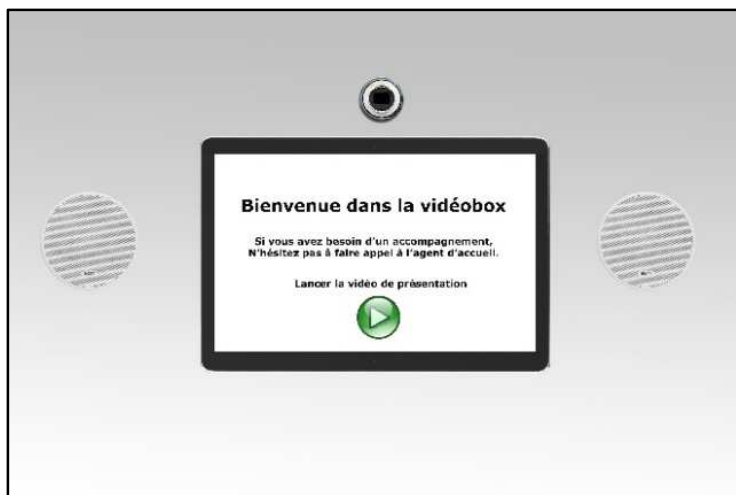 Bienvenue dans la vidéobox
Si vous avez besoin d'un accompagnement,
N'hésitez pas à faire appel à l'agent d'accueil.
Lancer la vidéo de présentation